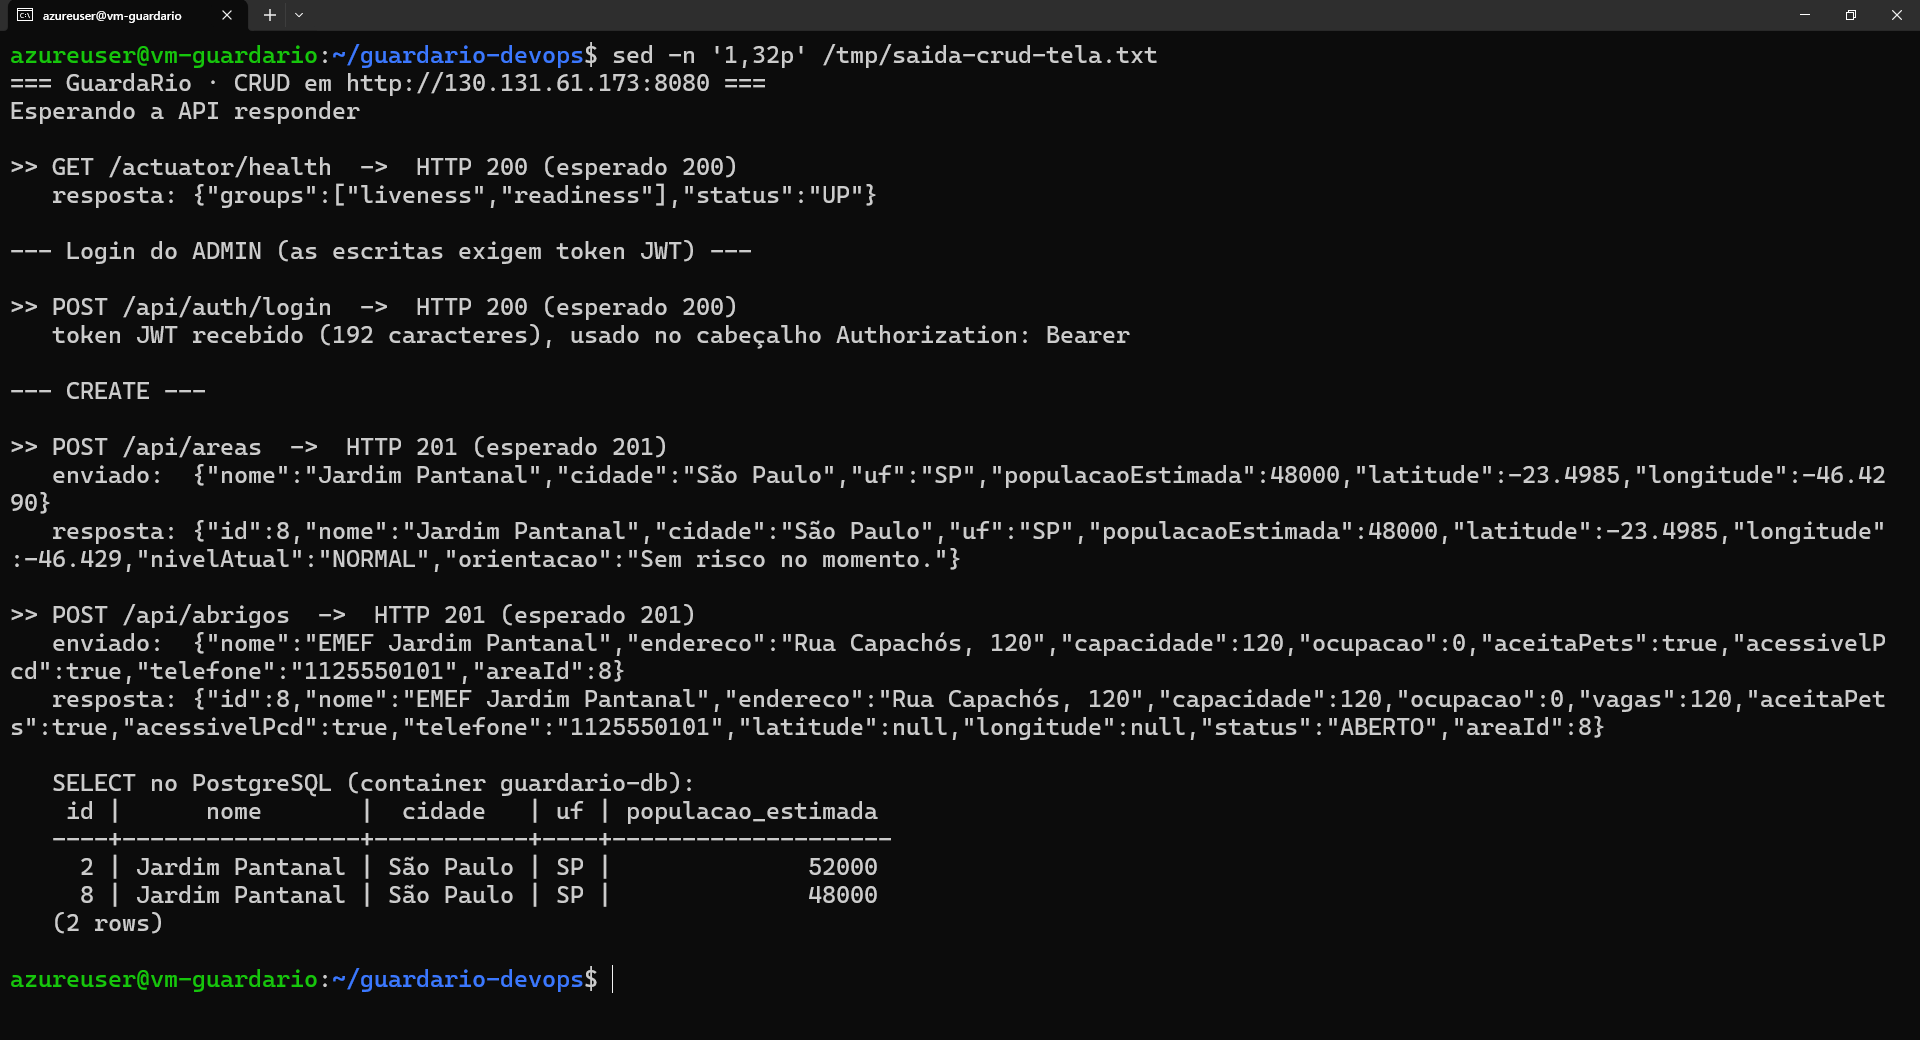 azureuser@vm-guardario
azureuser@vm-guardario:~/guardario-devops$ sed -n '1,32p' /tmp/saida-crud-tela.txt
=== GuardaRio · CRUD em http://130.131.61.173:8080 ===
Esperando a API responder
>> GET /actuator/health  ->  HTTP 200 (esperado 200)
resposta: {"groups":["liveness","readiness"],"status":"UP"}
--- Login do ADMIN (as escritas exigem token JWT) ---
>> POST /api/auth/login  ->  HTTP 200 (esperado 200)
token JWT recebido (192 caracteres), usado no cabeçalho Authorization: Bearer
--- CREATE ---
>> POST /api/areas  ->  HTTP 201 (esperado 201)
enviado:  {"nome":"Jardim Pantanal","cidade":"São Paulo","uf":"SP","populacaoEstimada":48000,"latitude":-23.4985,"longitude":-46.42
90}
resposta: {"id":8,"nome":"Jardim Pantanal","cidade":"São Paulo","uf":"SP","populacaoEstimada":48000,"latitude":-23.4985,"longitude"
:-46.429,"nivelAtual":"NORMAL","orientacao":"Sem risco no momento."}
>> POST /api/abrigos  ->  HTTP 201 (esperado 201)
enviado:  {"nome":"EMEF Jardim Pantanal","endereco":"Rua Capachós, 120","capacidade":120,"ocupacao":0,"aceitaPets":true,"acessivelP
cd":true,"telefone":"1125550101","areaId":8}
resposta: {"id":8,"nome":"EMEF Jardim Pantanal","endereco":"Rua Capachós, 120","capacidade":120,"ocupacao":0,"vagas":120,"aceitaPet
s":true,"acessivelPcd":true,"telefone":"1125550101","latitude":null,"longitude":null,"status":"ABERTO","areaId":8}
SELECT no PostgreSQL (container guardario-db):
id |      nome       |  cidade   | uf | populacao_estimada
----+-----------------+-----------+----+--------------------
2 | Jardim Pantanal | São Paulo | SP |              52000
8 | Jardim Pantanal | São Paulo | SP |              48000
(2 rows)
azureuser@vm-guardario:~/guardario-devops$